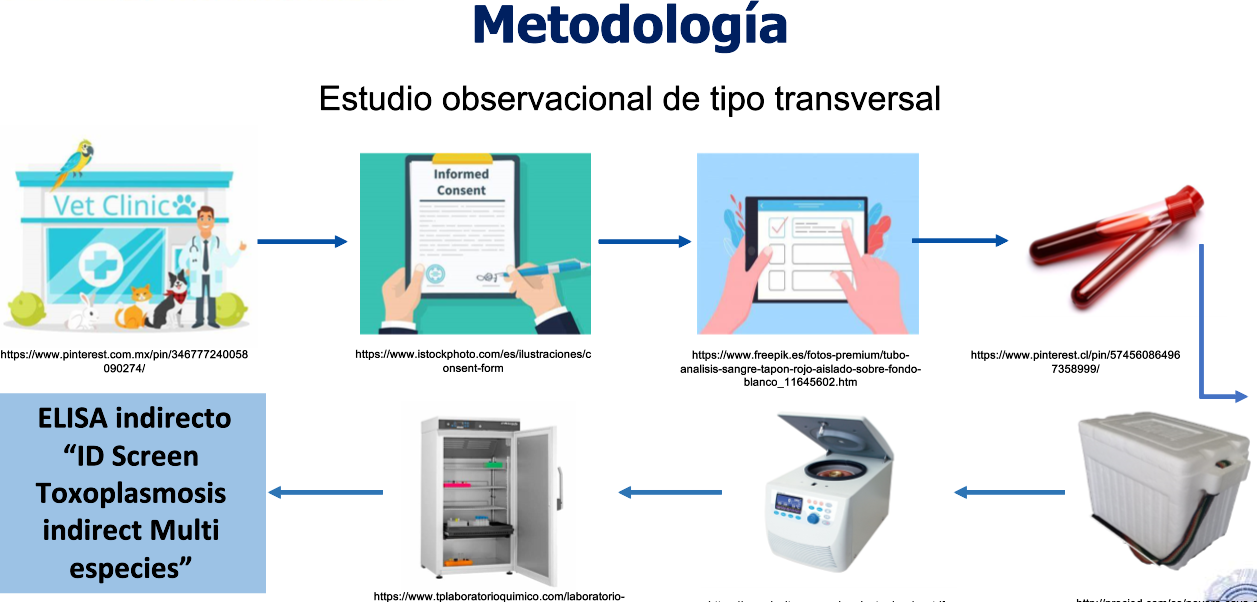 Metodología
Estudio observacional de tipo transversal
Vet Clinic
Informed
Consent
https://www.pinterest.com.mx/pin/346777240058
090274/
https://www.istockphoto.com/es/ilustraciones/c
onsent-form
https://www.freepik.es/fotos-premium/tubo-
analisis-sangre-tapon-rojo-aislado-sobre-fondo-
blanco_11645602.htm
https://www.pinterest.cl/pin/57456086496
7358999/
ELISA indirecto
“ID Screen
Toxoplasmosis
indirect Multi
especies”
https://www.tplaboratorioquimico.com/laboratorio-